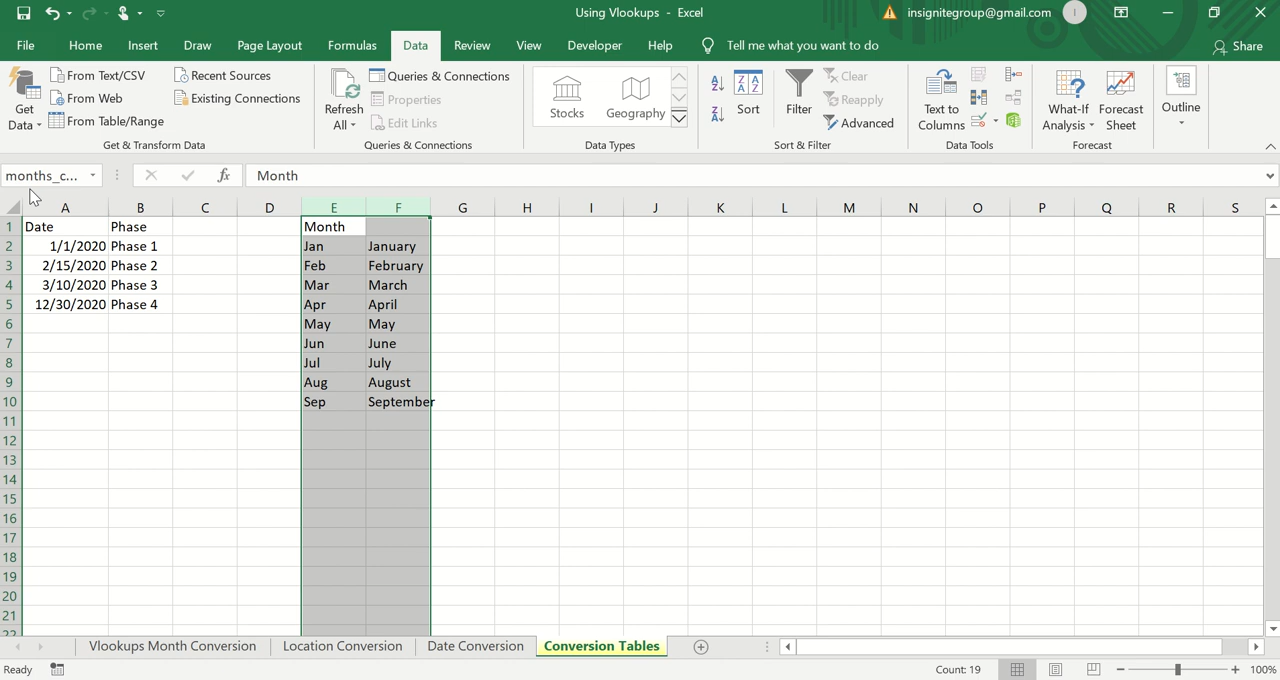 Using Vlookups - Excel
insignitegroup@gmail.com
I
File Home Insert Draw Page Layout Formulas Data Review View Developer Help Tell me what you want to do
Share
Get Data
From Text/CSV
From Web
From Table/Range
Recent Sources
Existing Connections
Get & Transform Data
Refresh All
Queries & Connections
Properties
Edit Links
Queries & Connections
Stocks
Geography
Data Types
Sort
Filter
Clear
Reapply
Advanced
Sort & Filter
Text to Columns
Data Tools
What-If Analysis
Forecast Sheet
Forecast
Outline
months_c...
fx
Month
A B C D E F G H I J K L M N O P Q R S
1 Date Phase Month
2 1/1/2020 Phase 1 Jan January
3 2/15/2020 Phase 2 Feb February
4 3/10/2020 Phase 3 Mar March
5 12/30/2020 Phase 4 Apr April
6 May May
7 Jun June
8 Jul July
9 Aug August
10 Sep September
11
12
13
14
15
16
17
18
19
20
21
22
Vlookups Month Conversion Location Conversion Date Conversion Conversion Tables
Ready
Count: 19
100%